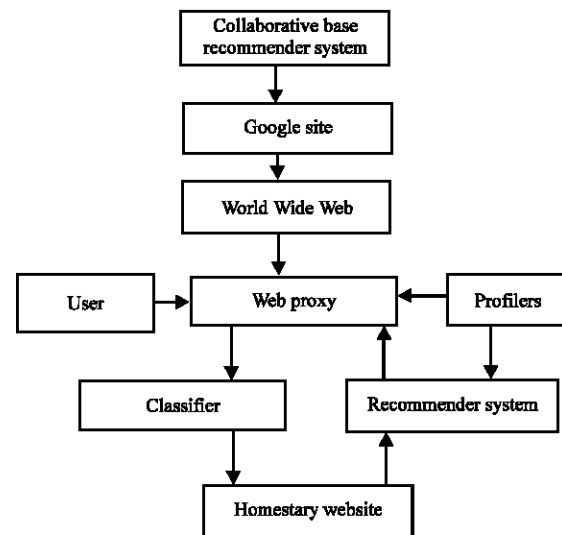 Collaborative base
recommender system
Google site
World Wide Web
User
Web proxy
Profilers
Classifier
Recommender system
Homestary website